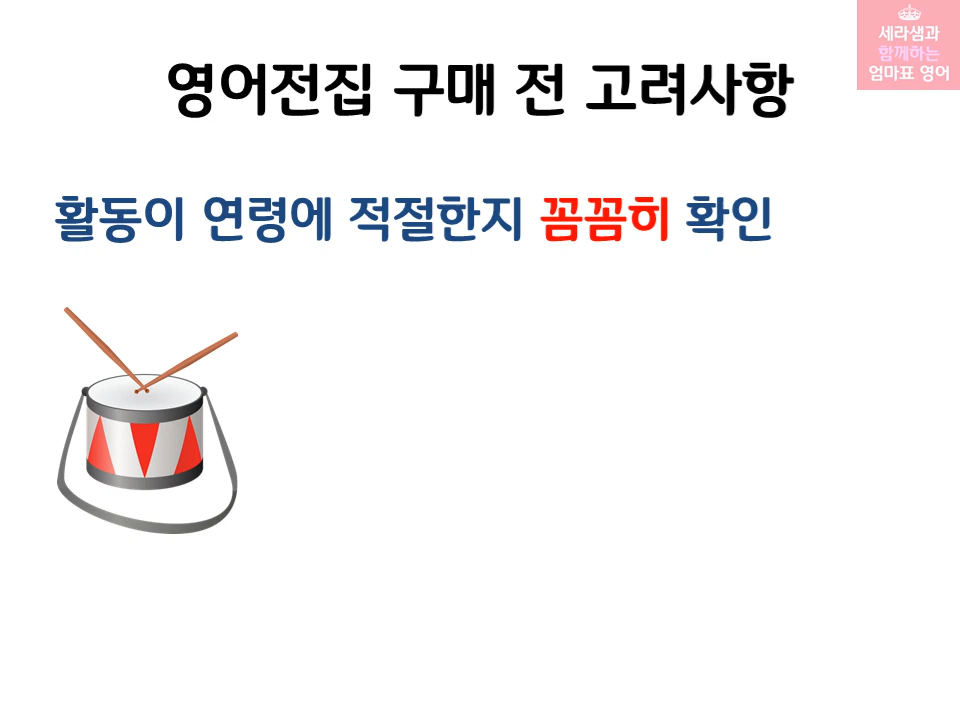 세라샘과
함께하는
엄마표 영어
영어전집 구매 전 고려사항
활동이 연령에 적절한지 꼼꼼히 확인